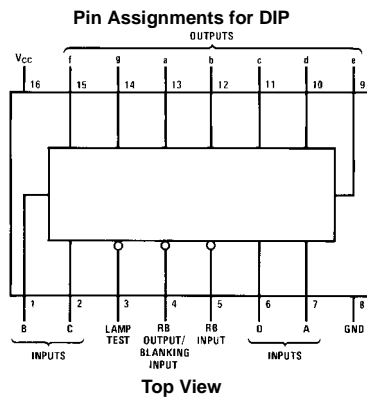 Pin Assignments for DIP
OUTPUTS
VCC f g a b c d e
16 15 14 13 12 11 10 9
1 2 3 4 5 6 7 8
B C LAMP TEST RB OUTPUT/ BLANKING INPUT RB INPUT D A GND
INPUTS INPUTS
Top View